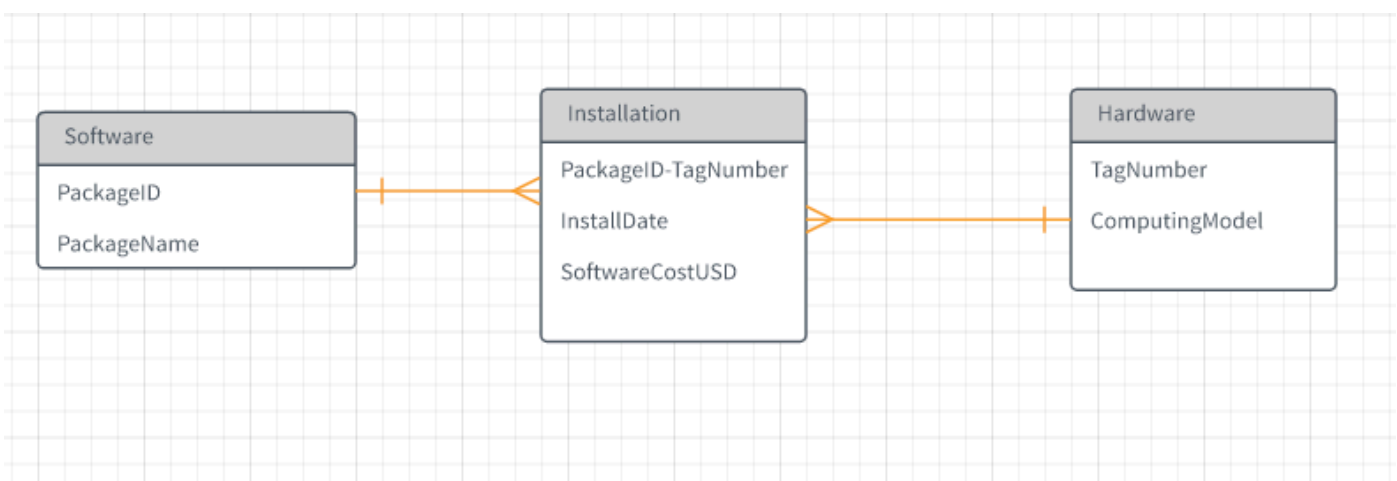 Software
PackageID
PackageName
Installation
PackageID-TagNumber
InstallDate
SoftwareCostUSD
Hardware
TagNumber
ComputingModel